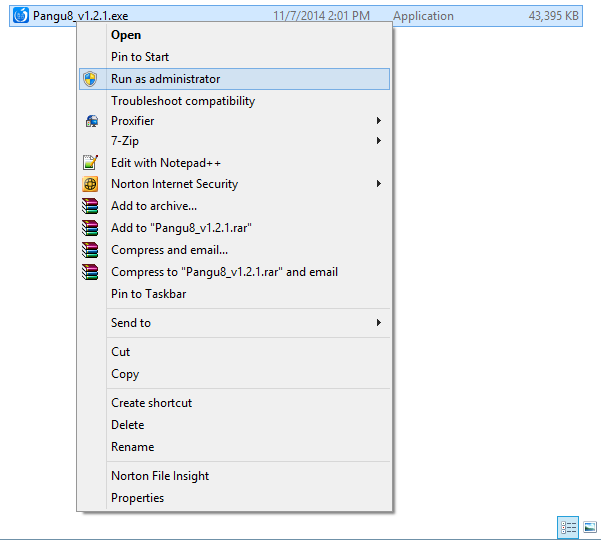 Pangu8_v1.2.1.exe 11/7/2014 2:01 PM Application 43,395 KB
Open
Pin to Start
Run as administrator
Troubleshoot compatibility
Proxifier
7-Zip
Edit with Notepad++
Norton Internet Security
Add to archive...
Add to "Pangu8_v1.2.1.rar"
Compress and email...
Compress to "Pangu8_v1.2.1.rar" and email
Pin to Taskbar
Send to
Cut
Copy
Create shortcut
Delete
Rename
Norton File Insight
Properties